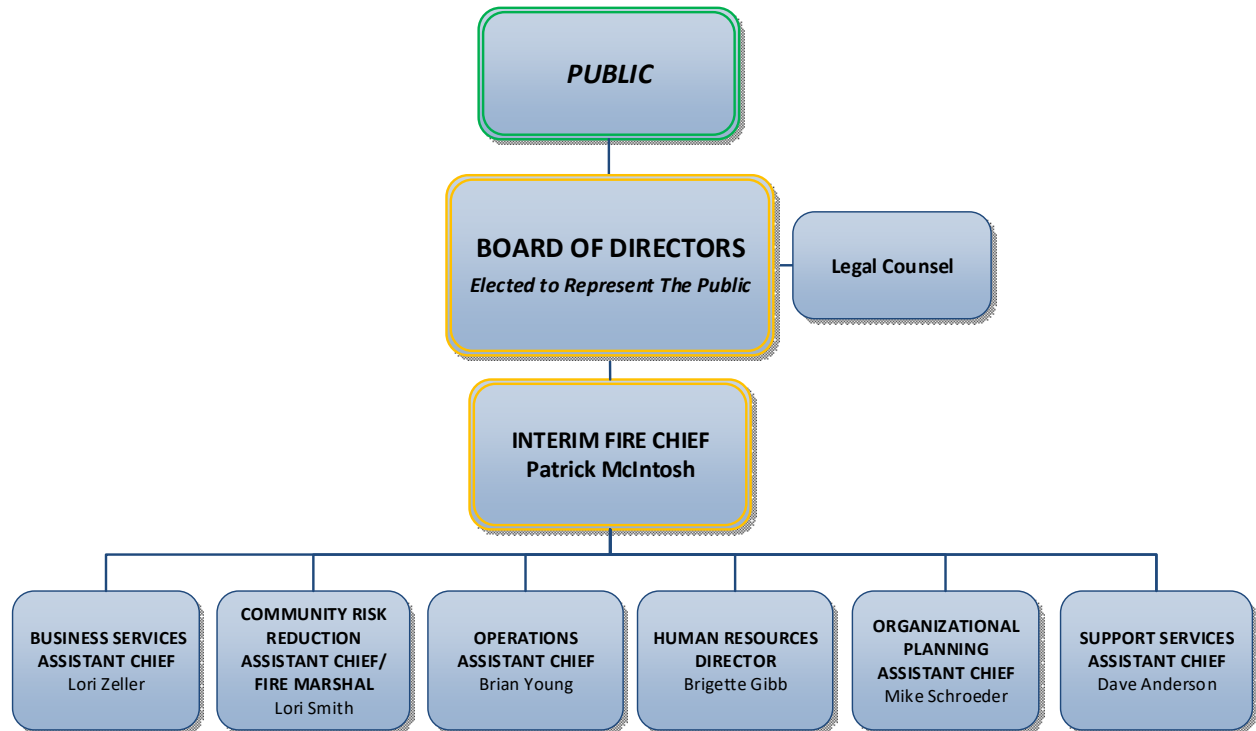 PUBLIC
BOARD OF DIRECTORS
Elected to Represent The Public
Legal Counsel
INTERIM FIRE CHIEF
Patrick McIntosh
BUSINESS SERVICES
ASSISTANT CHIEF
Lori Zeller
COMMUNITY RISK
REDUCTION
ASSISTANT CHIEF/
FIRE MARSHAL
Lori Smith
OPERATIONS
ASSISTANT CHIEF
Brian Young
HUMAN RESOURCES
DIRECTOR
Brigette Gibb
ORGANIZATIONAL
PLANNING
ASSISTANT CHIEF
Mike Schroeder
SUPPORT SERVICES
ASSISTANT CHIEF
Dave Anderson